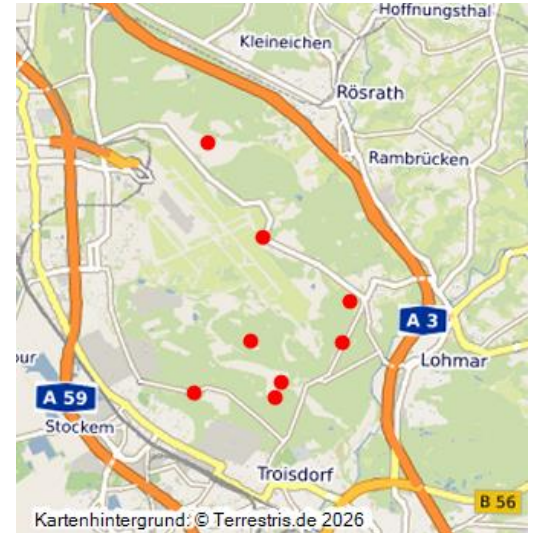 Hoffnungsthal
Kleineichen
Rösrath
Rambrücken
A 3
our
Lohmar
A 59
Stockem
Troisdorf
B 56
Kartenhintergrund: © Terrestris.de 2026